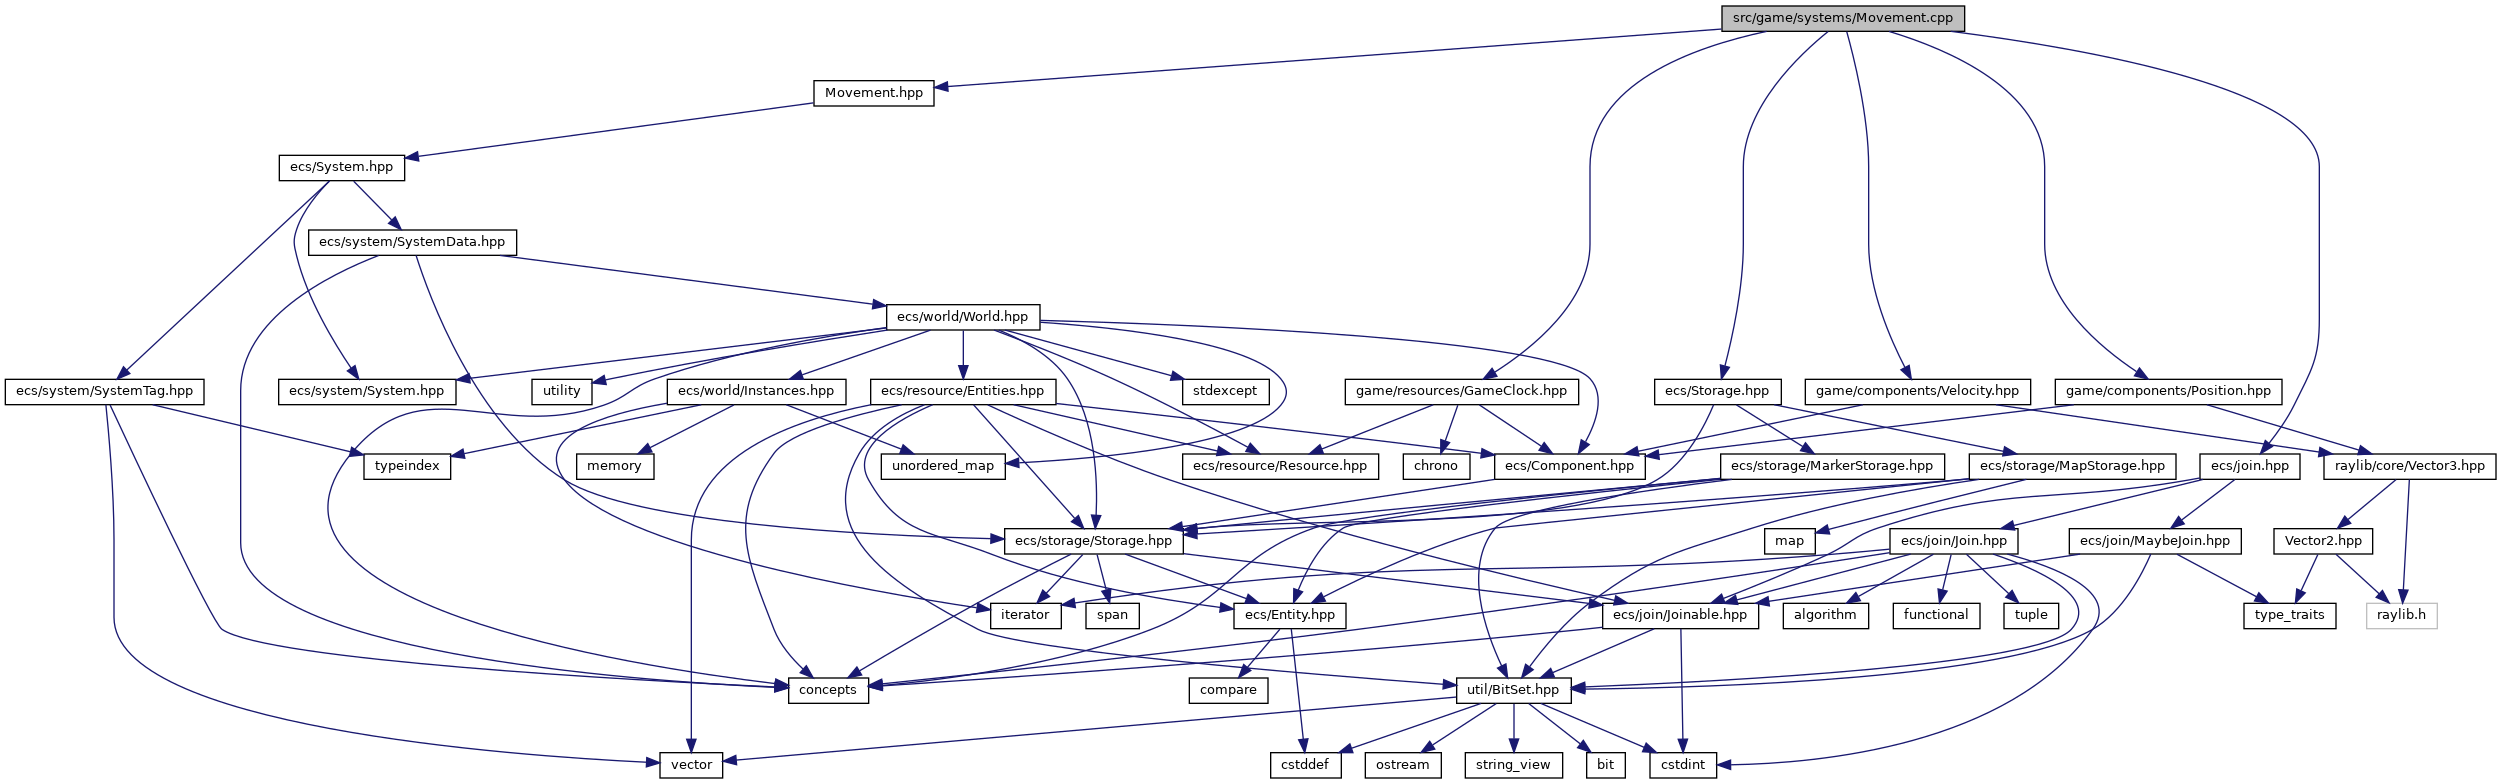 src/game/systems/Movement.cpp
Movement.hpp
ecs/System.hpp
ecs/system/SystemData.hpp
ecs/world/World.hpp
ecs/system/SystemTag.hpp
ecs/system/System.hpp
utility
ecs/world/Instances.hpp
ecs/resource/Entities.hpp
stdexcept
game/resources/GameClock.hpp
ecs/Storage.hpp
game/components/Velocity.hpp
game/components/Position.hpp
typeindex
memory
unordered_map
ecs/resource/Resource.hpp
chrono
ecs/Component.hpp
ecs/storage/MarkerStorage.hpp
ecs/storage/MapStorage.hpp
ecs/join.hpp
raylib/core/Vector3.hpp
ecs/storage/Storage.hpp
map
ecs/join/Join.hpp
ecs/join/MaybeJoin.hpp
Vector2.hpp
iterator
span
ecs/Entity.hpp
ecs/join/Joinable.hpp
algorithm
functional
tuple
type_traits
raylib.h
concepts
compare
util/BitSet.hpp
vector
cstddef
ostream
string_view
bit
cstdint